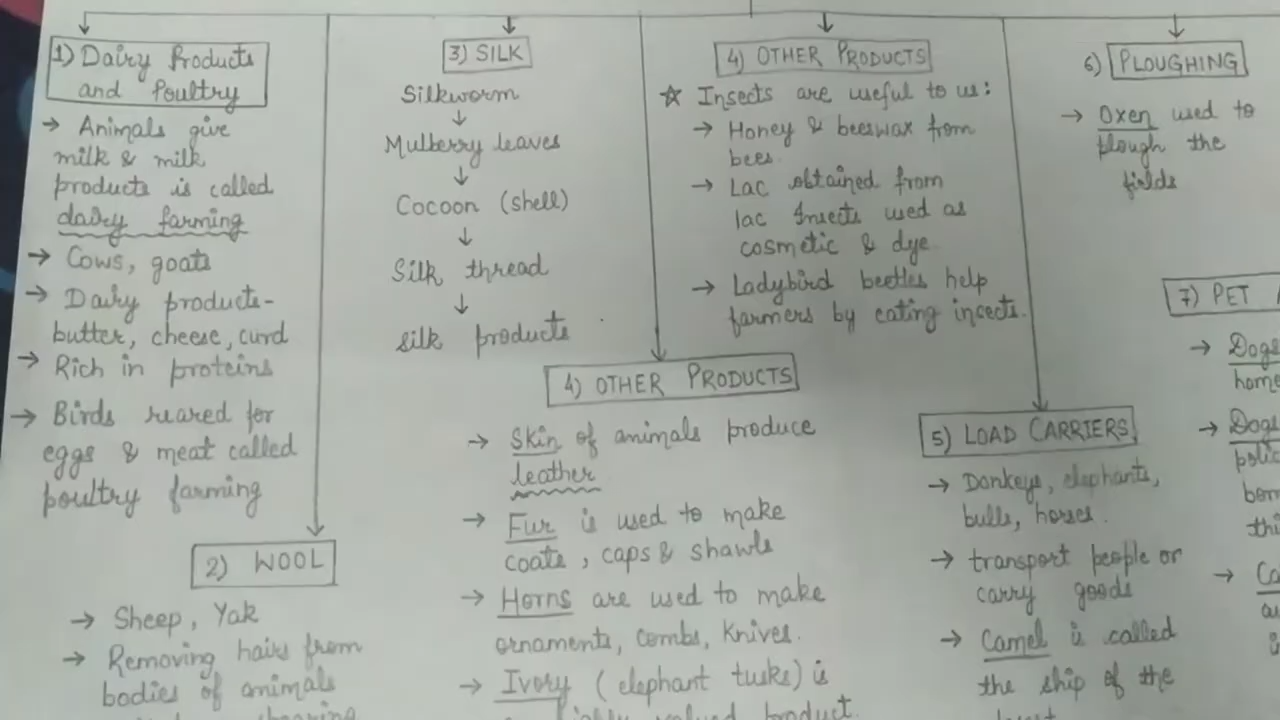 1) Dairy Products
and Poultry
→ Animals give
milk & milk
products is called
dairy farming
→ Cows, goats
→ Dairy products-
butter, cheese, curd
→ Rich in proteins
→ Birds reared for
eggs & meat called
poultry farming
2) WOOL
→ Sheep, Yak
→ Removing hairs from
bodies of animals
shearing
3) SILK
Silkworm
↓
Mulberry leaves
↓
Cocoon (shell)
↓
Silk thread
↓
silk products
4) OTHER PRODUCTS
☆ Insects are useful to us:
→ Honey & beeswax from
bees.
→ Lac obtained from
lac Insects used as
cosmetic & dye
→ Ladybird beetles help
farmers by eating insects.
4) OTHER PRODUCTS
→ Skin of animals produce
leather
→ Fur is used to make
coats, caps & shawls
→ Horns are used to make
ornaments, combs, knives.
→ Ivory (elephant tusks) is
highly valued product.
5) LOAD CARRIERS
→ Donkeys, elephants,
bulls, horses.
→ transport people or
carry goods
→ Camel is called
the ship of the
6) PLOUGHING
→ Oxen used to
plough the
fields
7) PET
→ Dogs
home
→ Dogs